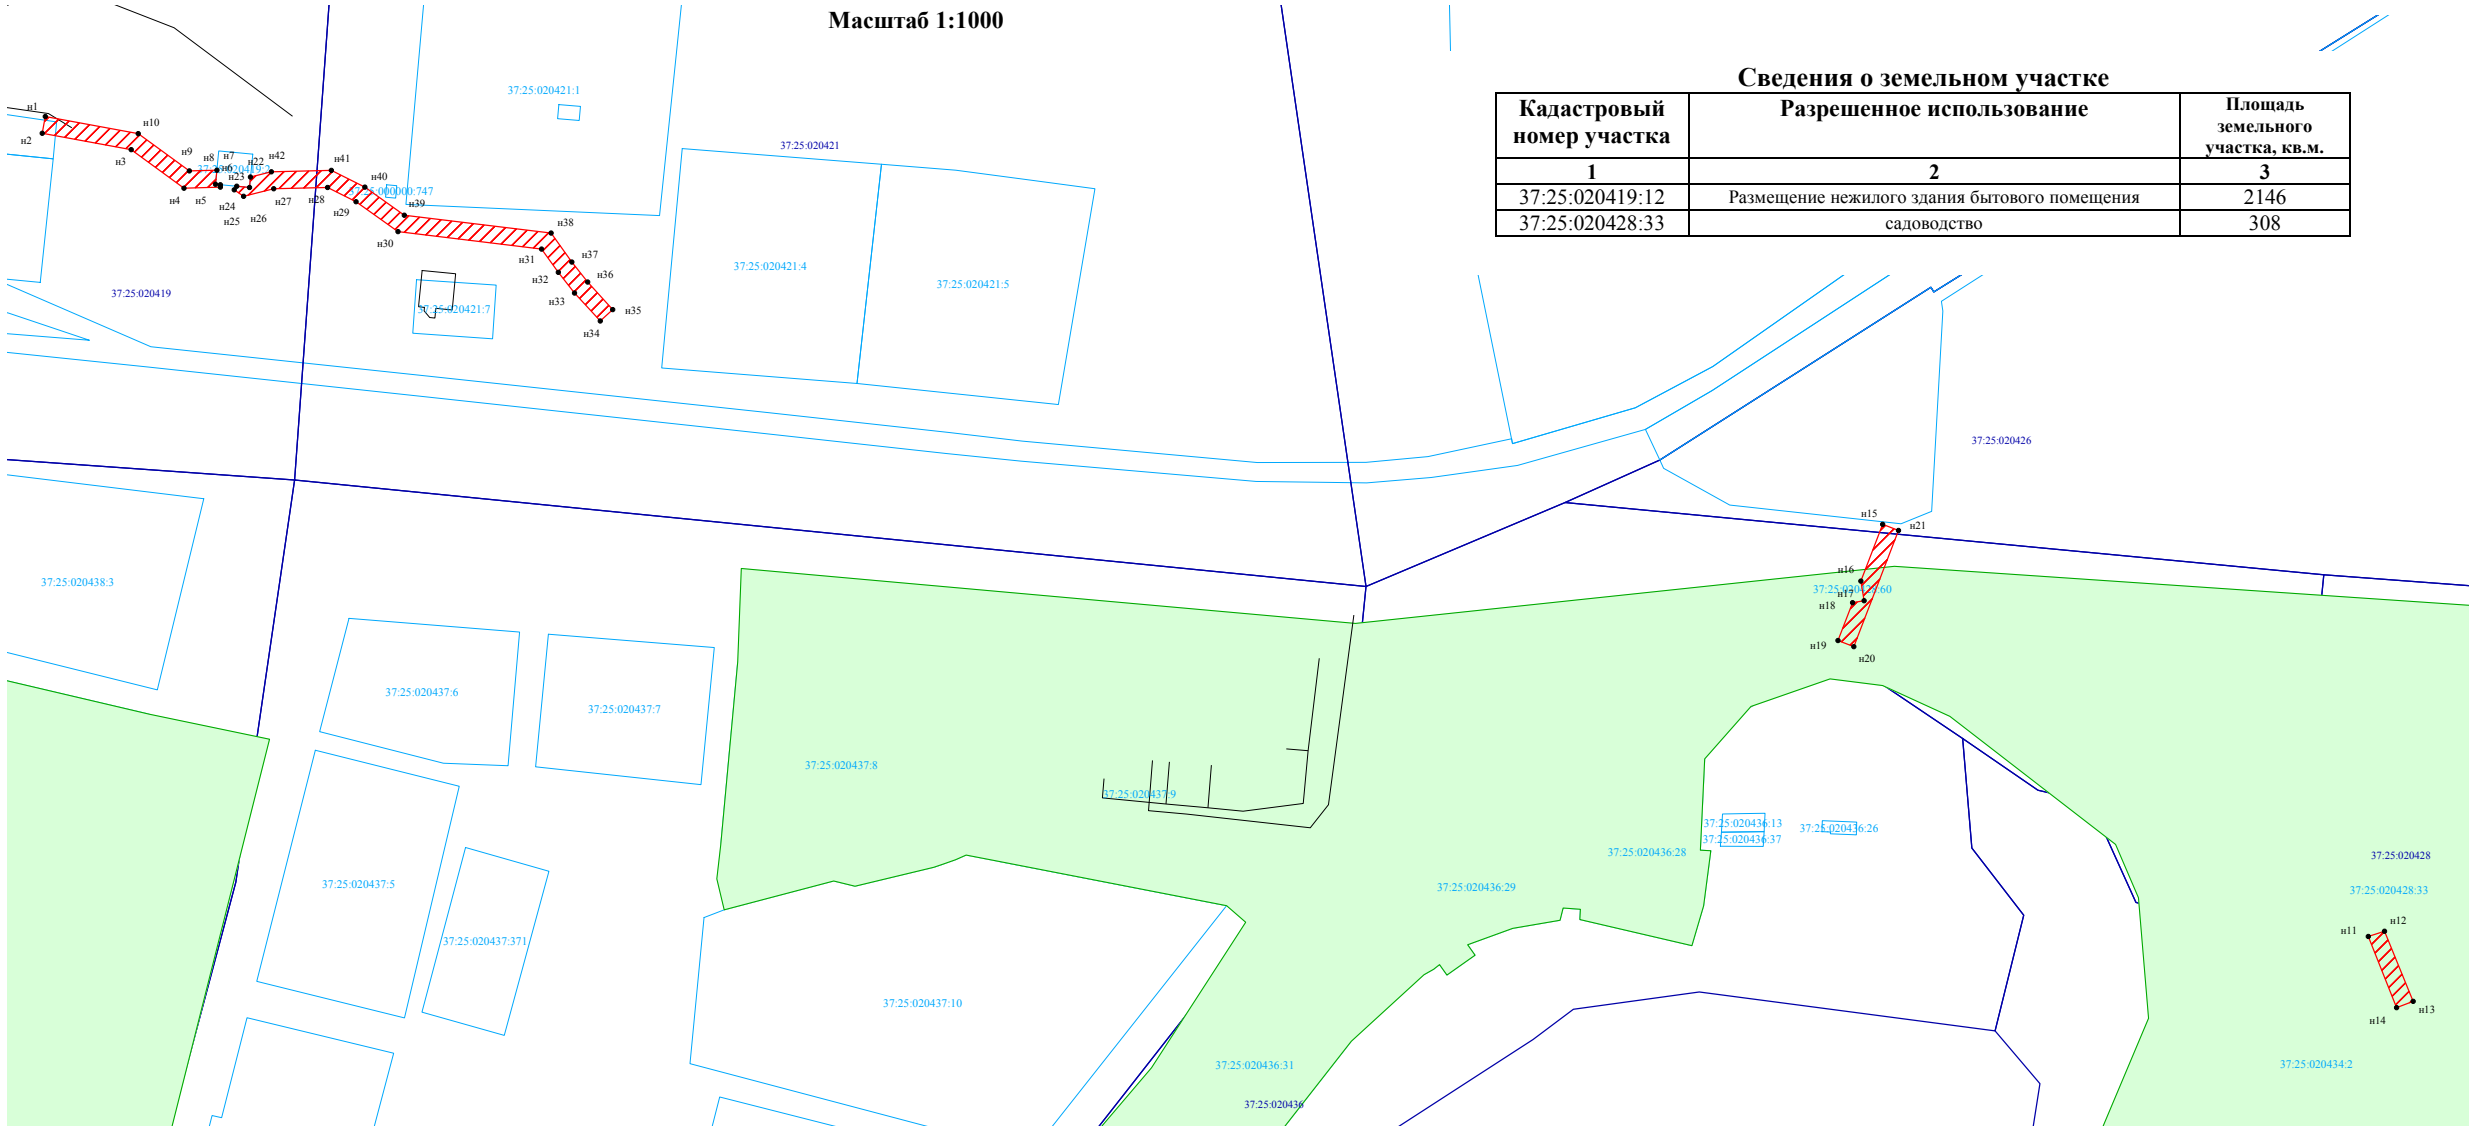 Масштаб 1:1000
Сведения о земельном участке
Кадастровый номер участка
Разрешенное использование
Площадь земельного участка, кв.м.
1
2
3
37:25:020419:12
Размещение нежилого здания бытового помещения
2146
37:25:020428:33
садоводство
308
37:25:020421:1
37:25:020421
н1
н2
н10
н3
н9
н8
н7
н6
н22
н42
н41
н23
н4
н5
н24
н25
н26
н27
н28
н29
н40
37:25:000000:747
н39
н30
н38
н31
н37
н32
н36
н33
н35
н34
37:25:020419
37:25:020421:7
37:25:020421:4
37:25:020421:5
37:25:020426
н15
н21
н16
н17
н18
н19
н20
37:25:020438:3
37:25:020437:6
37:25:020437:7
37:25:020437:8
37:25:020437:9
37:25:020436:13
37:25:020436:37
37:25:020436:26
37:25:020436:28
37:25:020436:29
37:25:020428
37:25:020428:33
37:25:020437:5
37:25:020437:371
н11
н12
н13
н14
37:25:020437:10
37:25:020436:31
37:25:020436
37:25:020434:2